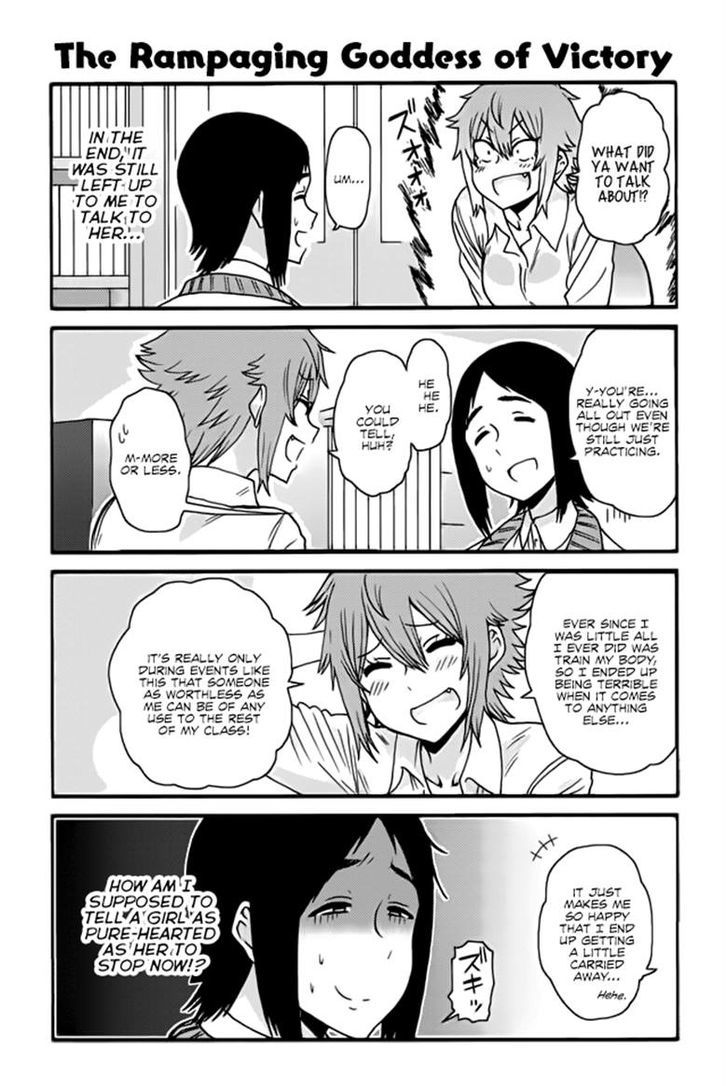 The Rampaging Goddess of Victory
WHAT DID
YA WANT
TO TALK
ABOUT!?
ズオオオオ
UM...
IN THE
END, IT
WAS STILL
LEFT UP
TO ME TO
TALK TO
HER...
Y-YOU'RE...
REALLY GOING
ALL OUT EVEN
THOUGH WE'RE
STILL JUST
PRACTICING.
HE
HE
HE.
YOU
COULD
TELL,
HUH?
M-MORE
OR LESS.
EVER SINCE I
WAS LITTLE ALL
I EVER DID WAS
TRAIN MY BODY,
SO I ENDED UP
BEING TERRIBLE
WHEN IT COMES
TO ANYTHING
ELSE...
IT'S REALLY ONLY
DURING EVENTS LIKE
THIS THAT SOMEONE
AS WORTHLESS AS
ME CAN BE OF ANY
USE TO THE REST
OF MY CLASS!
IT JUST
MAKES ME
SO HAPPY
THAT I END
UP GETTING
A LITTLE
CARRIED
AWAY...
Hehe.
ズキッ
HOW AM I
SUPPOSED TO
TELL A GIRL AS
PURE-HEARTED
AS HER TO
STOP NOW!?